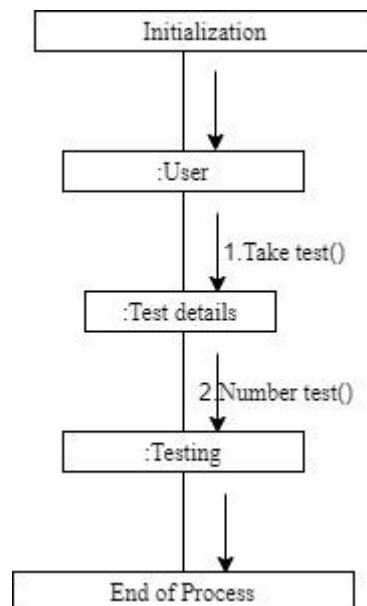 Initialization
:User
1.Take test()
:Test details
2.Number test()
:Testing
End of Process